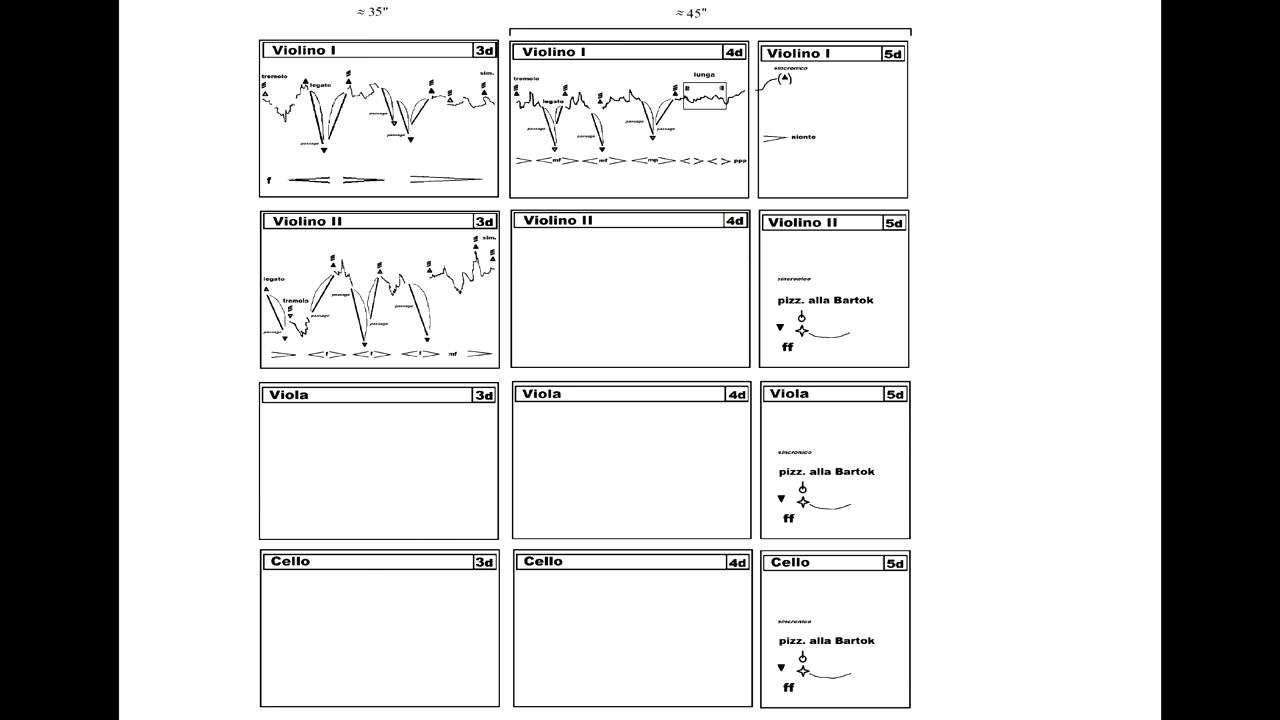 ≈ 35"
≈ 45"
Violino I 3d
tremolo
legato
sim.
passage
passage
passage
f
Violino I 4d
tremolo
legato
lunga
passage
passage
passage
passage
mf mf mp ppp
Violino I 5d
sincronico
niente
Violino II 3d
sim.
legato
tremolo
passage
passage
passage
passage
f f f mf
Violino II 4d
Violino II 5d
sincronico
pizz. alla Bartok
ff
Viola 3d
Viola 4d
Viola 5d
sincronico
pizz. alla Bartok
ff
Cello 3d
Cello 4d
Cello 5d
sincronico
pizz. alla Bartok
ff